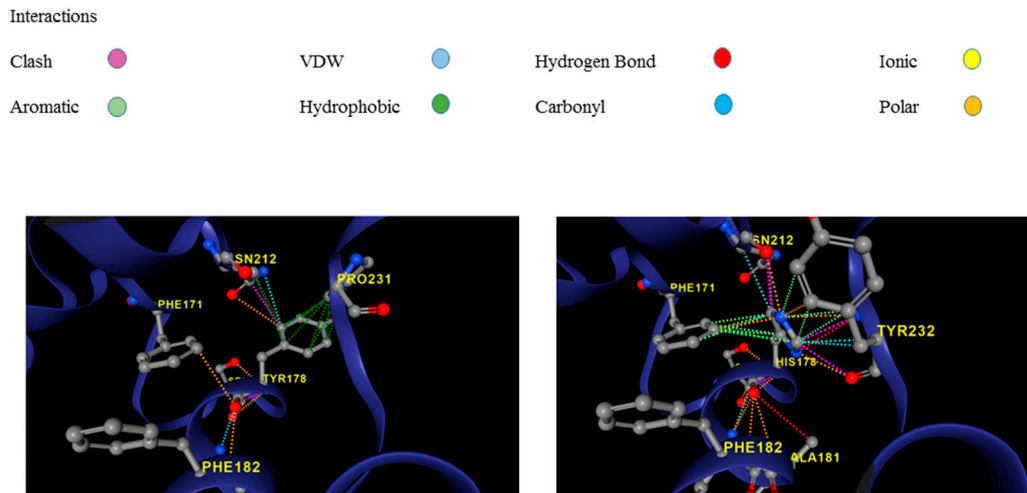 Interactions
Clash VDW Hydrogen Bond Ionic
Aromatic Hydrophobic Carbonyl Polar
SN212
PRO231
PHE171
TYR178
PHE182
SN212
PHE171
TYR232
HIS178
PHE182
ALA181